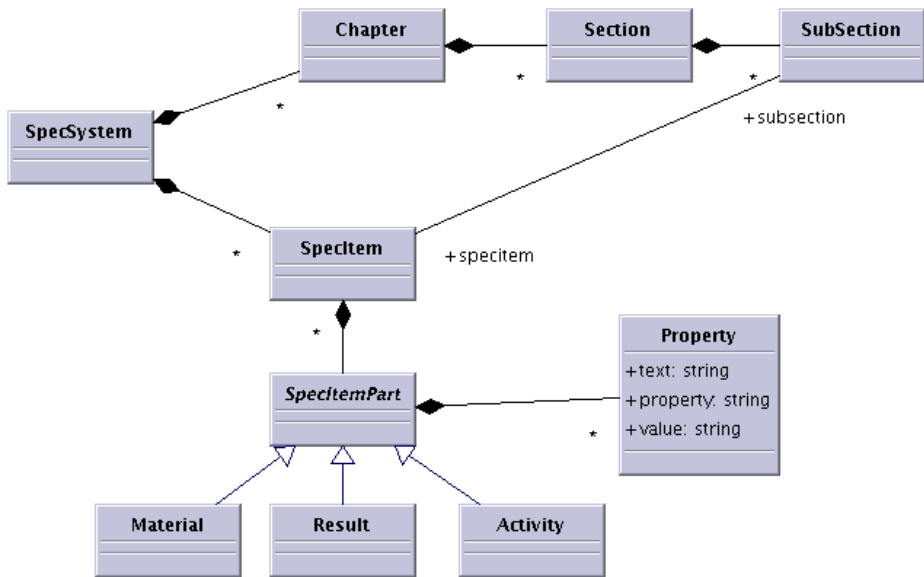 Chapter
Section
SubSection
*
*
*
SpecSystem
+subsection
SpecItem
*
+specitem
*
Property
+text: string
+property: string
+value: string
SpecItemPart
*
Material
Result
Activity